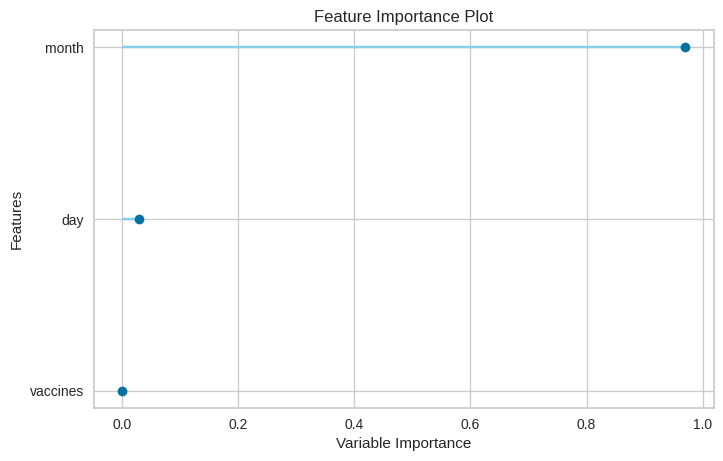 Feature Importance Plot
month
day
vaccines
Features
0.0 0.2 0.4 0.6 0.8 1.0
Variable Importance